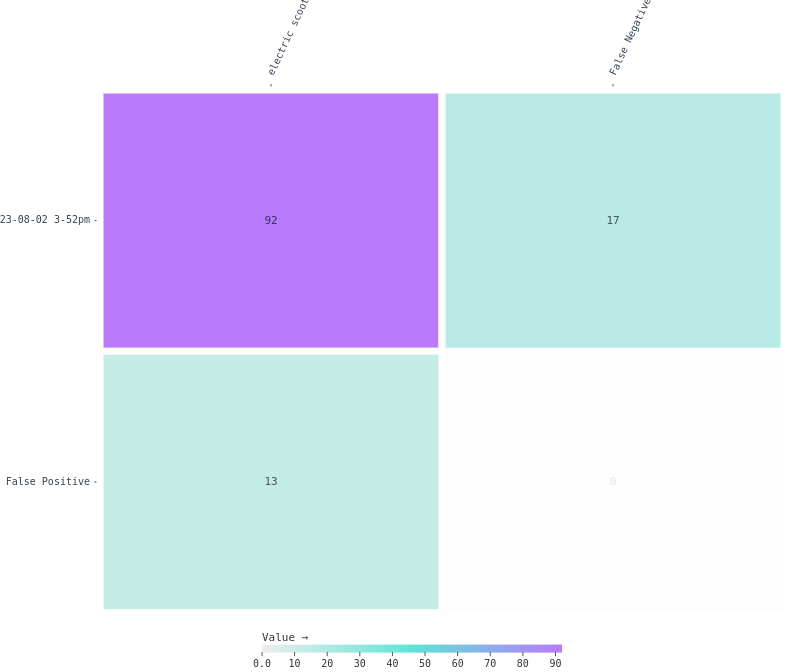 electric
False Negative
23-08-02 3-52pm
92
17
False Positive
13
0
Value →
0.0 10 20 30 40 50 60 70 80 90